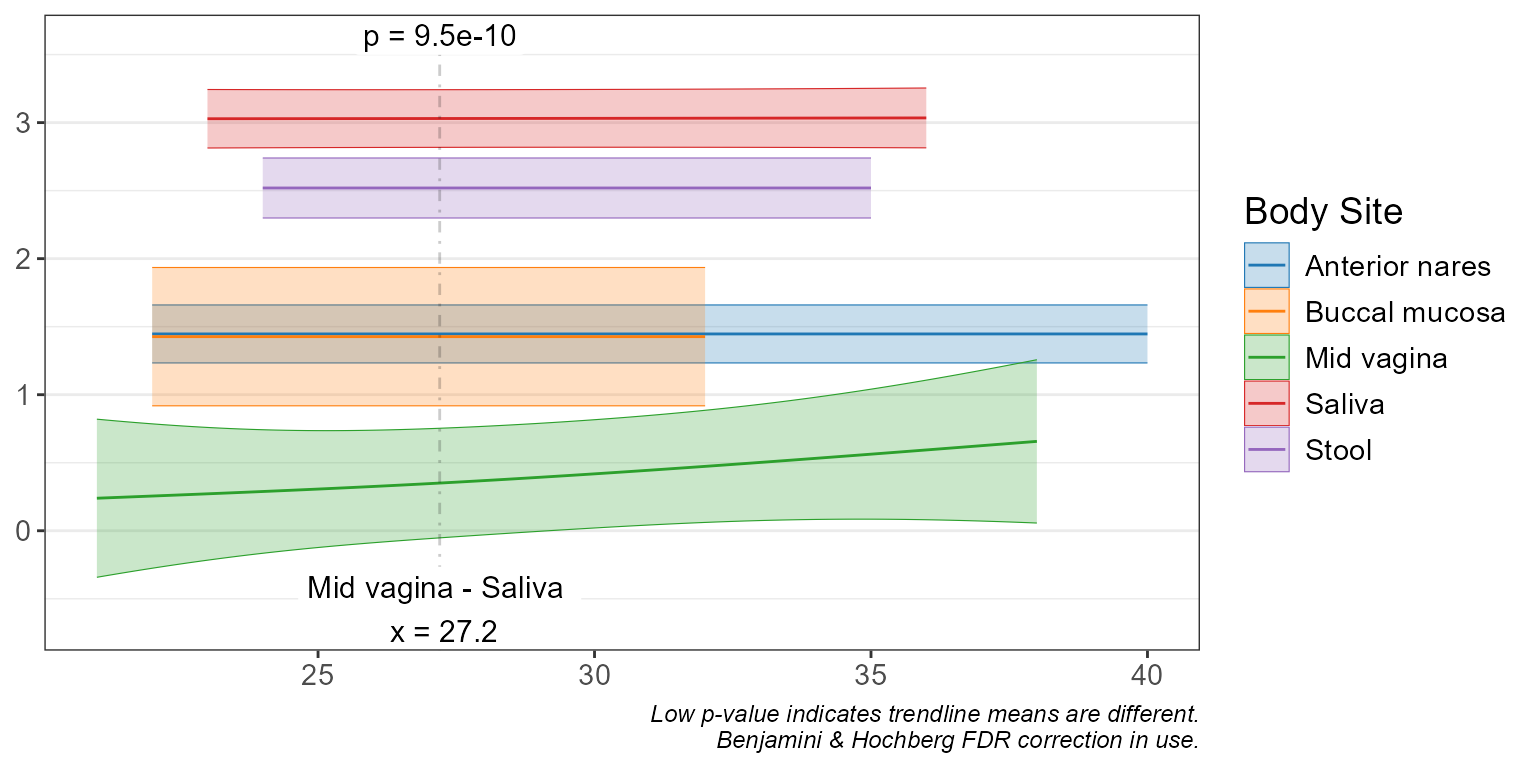 p = 9.5e-10
3
2
1
0
Mid vagina - Saliva
x = 27.2
25
30
35
40
Low p-value indicates trendline means are different.
Benjamini & Hochberg FDR correction in use.
Body Site
Anterior nares
Buccal mucosa
Mid vagina
Saliva
Stool